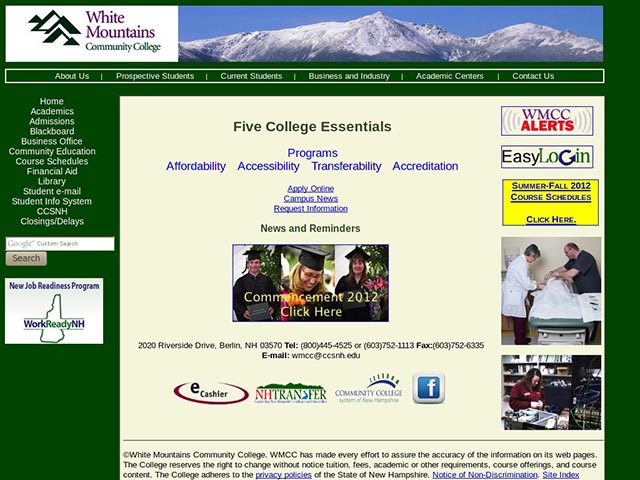 White
Mountains
Community College
About Us | Prospective Students | Current Students | Business and Industry | Academic Centers | Contact Us
Home
Academics
Admissions
Blackboard
Business Office
Community Education
Course Schedules
Financial Aid
Library
Student e-mail
Student Info System
CCSNH
Closings/Delays
Google Custom Search
Search
New Job Readiness Program
WorkReadyNH
Five College Essentials
Programs
Affordability Accessibility Transferability Accreditation
Apply Online
Campus News
Request Information
News and Reminders
Commencement 2012
Click Here
2020 Riverside Drive, Berlin, NH 03570 Tel: (800)445-4525 or (603)752-1113 Fax:(603)752-6335
E-mail: wmcc@ccsnh.edu
eCashier
NHTRANSFER
COMMUNITY COLLEGE
system of New Hampshire
f
WMCC
ALERTS
EasyLoGin
Summer-Fall 2012
Course Schedules
Click Here.
©White Mountains Community College. WMCC has made every effort to assure the accuracy of the information on its web pages.
The College reserves the right to change without notice tuition, fees, academic or other requirements, course offerings, and course
content. The College adheres to the privacy policies of the State of New Hampshire. Notice of Non-Discrimination. Site Index